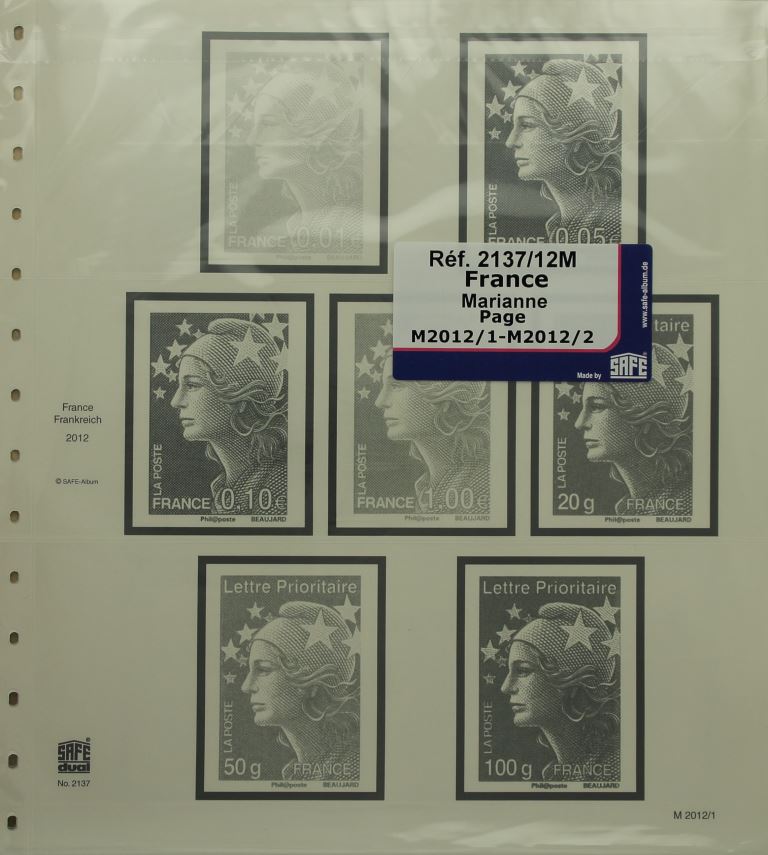 LA POSTE
FRANCE 0.01€
Phil@poste BEAUJARD
LA POSTE
FRANCE 0.05€
Réf. 2137/12M
France
Marianne
Page
M2012/1-M2012/2
www.safe-album.de
Made by SAFE
France
Frankreich
2012
© SAFE-Album
LA POSTE
FRANCE 0,10€
Phil@poste BEAUJARD
LA POSTE
FRANCE 1,00€
Phil@poste BEAUJARD
taire
LA POSTE
20 g FRANCE
Phil@poste BEAUJARD
Lettre Prioritaire
LA POSTE
50 g FRANCE
Phil@poste BEAUJARD
Lettre Prioritaire
LA POSTE
100 g FRANCE
Phil@poste BEAUJARD
SAFE®
dual
No. 2137
M 2012/1